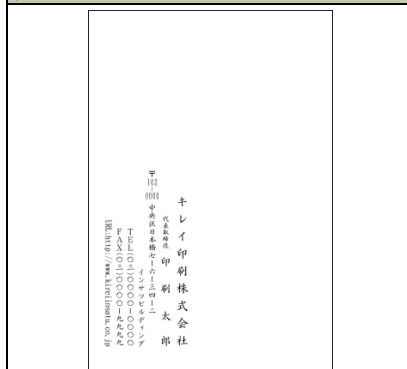 キレイ印刷株式会社
代表取締役 印刷太郎
〒103-0000 中央区日本橋七ー六ー三四ー二
インサツビルディング
TEL(〇三)〇〇〇〇ー〇〇〇〇
FAX(〇三)〇〇〇〇ー九九九九
URL:http://www.kireiinsatu.co.jp